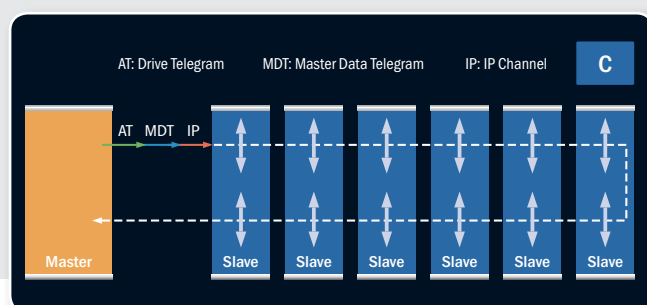 AT: Drive Telegram MDT: Master Data Telegram IP: IP Channel C
AT MDT IP
Master Slave Slave Slave Slave Slave Slave